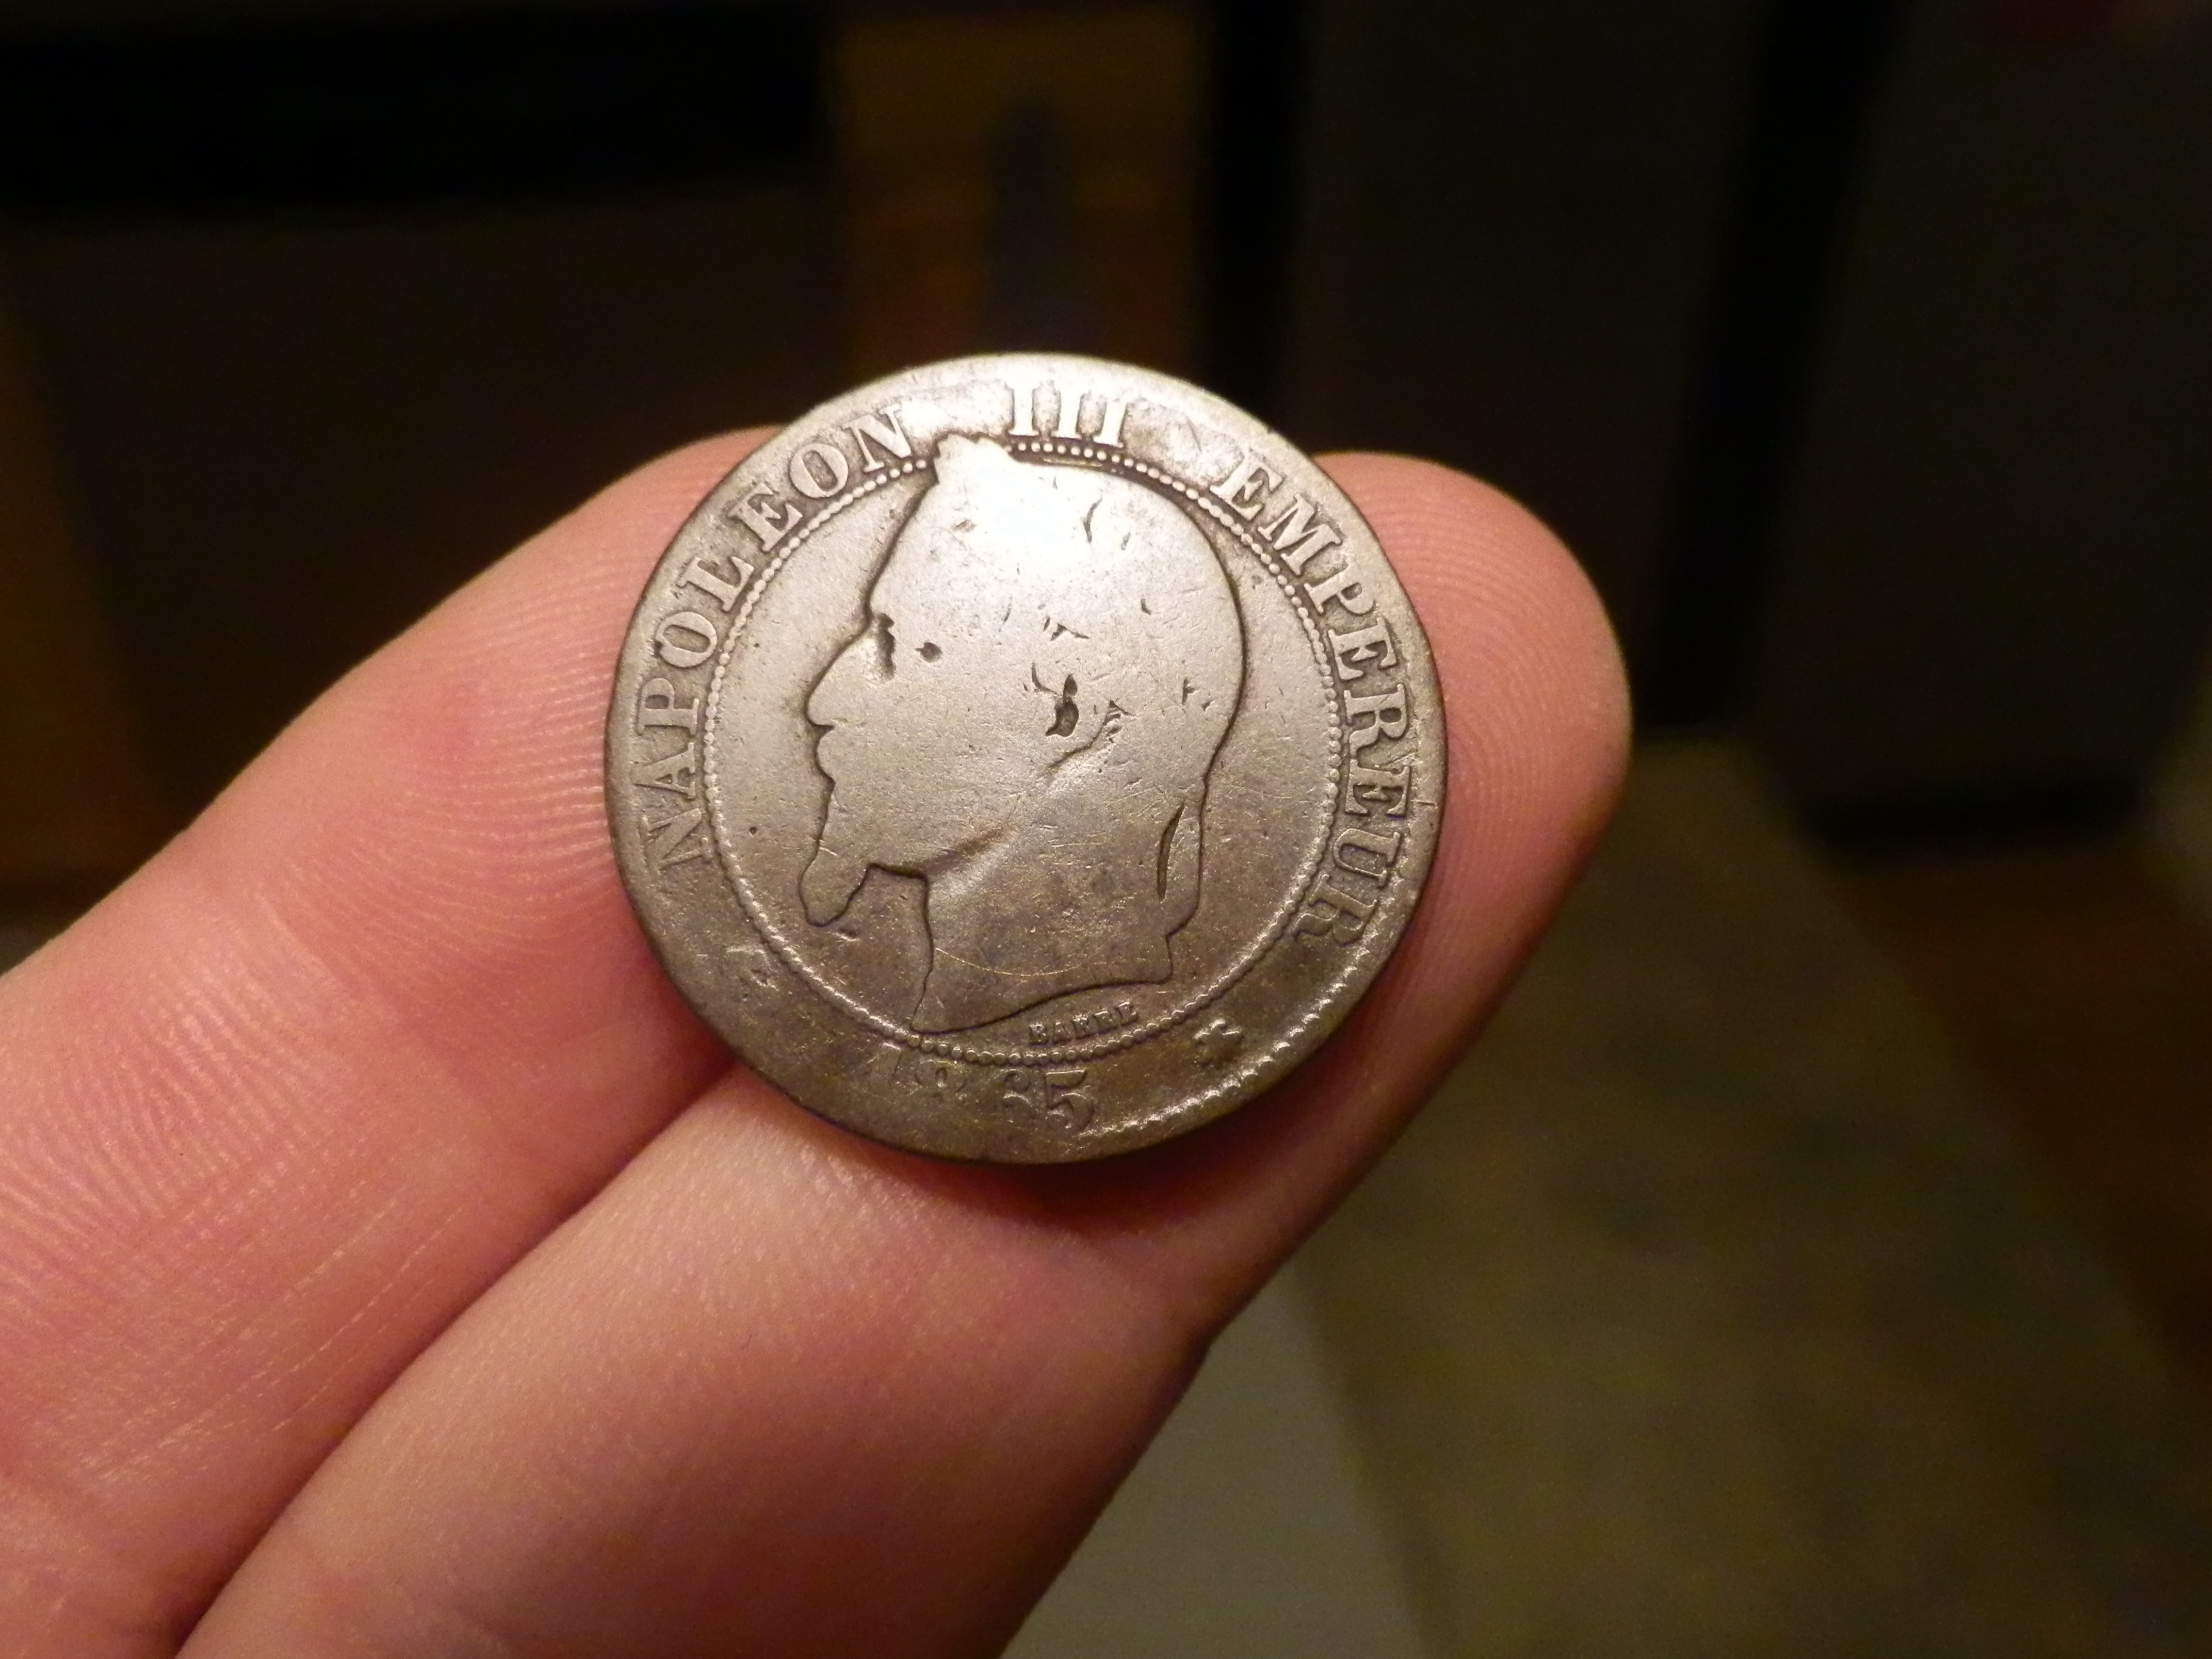 NAPOLEON III EMPEREUR
BARRE
1865